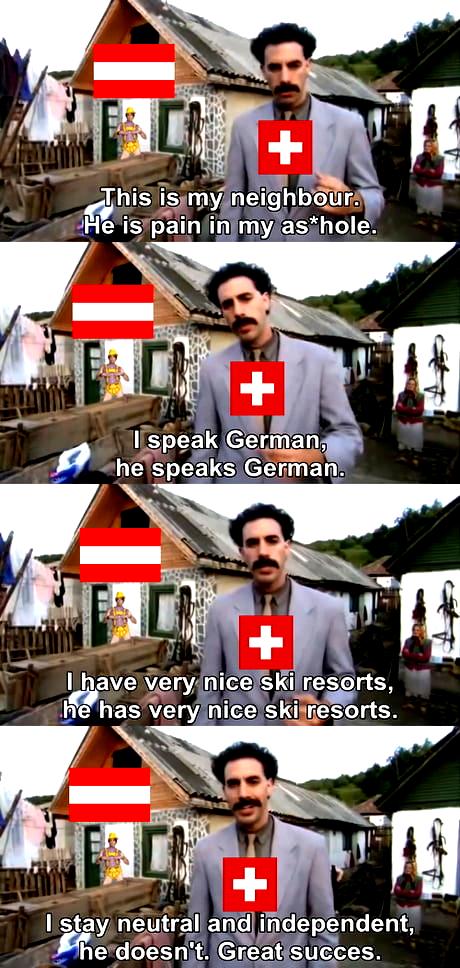 This is my neighbour.
He is pain in my as*hole.
I speak German,
he speaks German.
I have very nice ski resorts,
he has very nice ski resorts.
I stay neutral and independent,
he doesn't. Great succes.